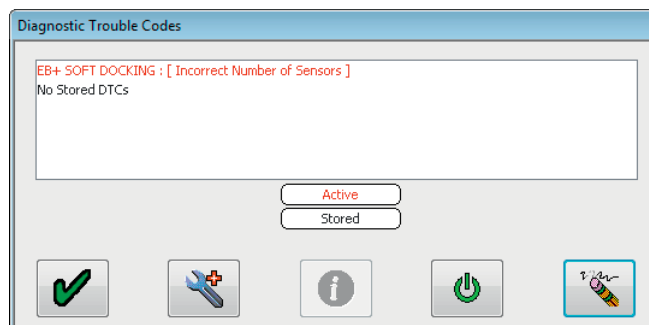 Diagnostic Trouble Codes
EB+ SOFT DOCKING : [ Incorrect Number of Sensors ]
No Stored DTCs
Active
Stored